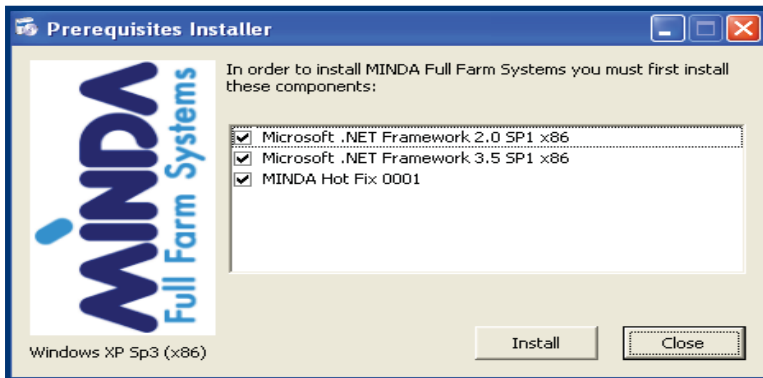 Prerequisites Installer
In order to install MINDA Full Farm Systems you must first install
these components:
Microsoft .NET Framework 2.0 SP1 x86
Microsoft .NET Framework 3.5 SP1 x86
MINDA Hot Fix 0001
MINDA
Full Farm Systems
Windows XP Sp3 (x86)
Install
Close